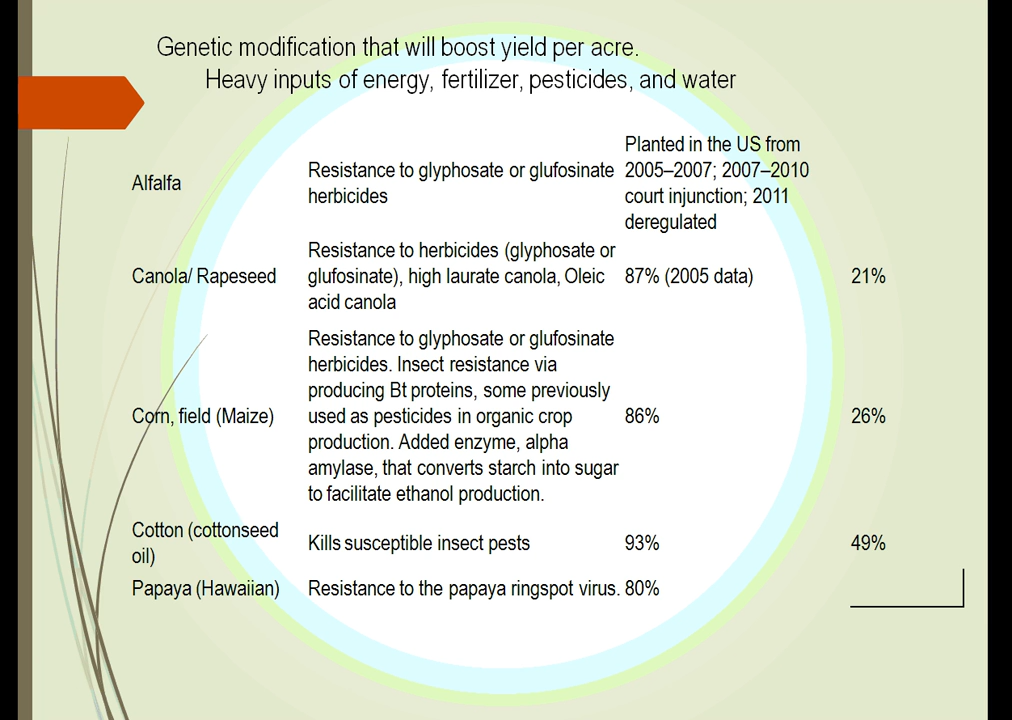 Genetic modification that will boost yield per acre.
Heavy inputs of energy, fertilizer, pesticides, and water
Alfalfa
Resistance to glyphosate or glufosinate
herbicides
Planted in the US from
2005–2007; 2007–2010
court injunction; 2011
deregulated
Canola/ Rapeseed
Resistance to herbicides (glyphosate or
glufosinate), high laurate canola, Oleic
acid canola
87% (2005 data)
21%
Corn, field (Maize)
Resistance to glyphosate or glufosinate
herbicides. Insect resistance via
producing Bt proteins, some previously
used as pesticides in organic crop
production. Added enzyme, alpha
amylase, that converts starch into sugar
to facilitate ethanol production.
86%
26%
Cotton (cottonseed
oil)
Kills susceptible insect pests
93%
49%
Papaya (Hawaiian)
Resistance to the papaya ringspot virus.
80%